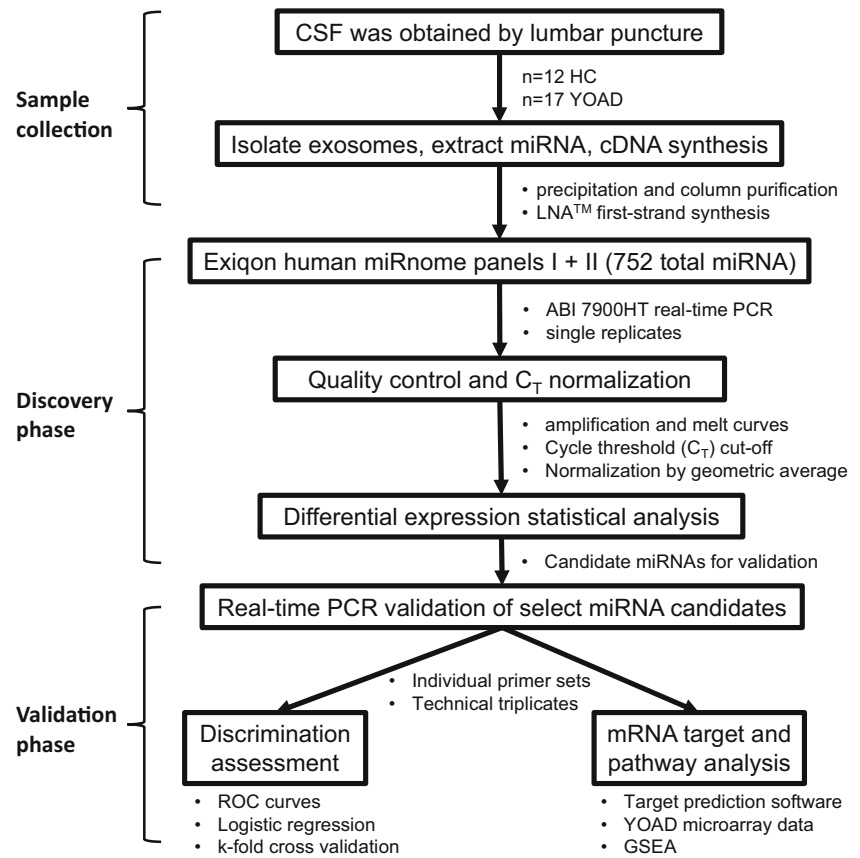 CSF was obtained by lumbar puncture
n=12 HC
n=17 YOAD
Sample
collection
Isolate exosomes, extract miRNA, cDNA synthesis
• precipitation and column purification
• LNA™ first-strand synthesis
Exiqon human miRnome panels I + II (752 total miRNA)
• ABI 7900HT real-time PCR
• single replicates
Quality control and CT normalization
Discovery
phase
• amplification and melt curves
• Cycle threshold (CT) cut-off
• Normalization by geometric average
Differential expression statistical analysis
• Candidate miRNAs for validation
Real-time PCR validation of select miRNA candidates
• Individual primer sets
• Technical triplicates
Validation
phase
Discrimination
assessment
• ROC curves
• Logistic regression
• k-fold cross validation
mRNA target and
pathway analysis
• Target prediction software
• YOAD microarray data
• GSEA